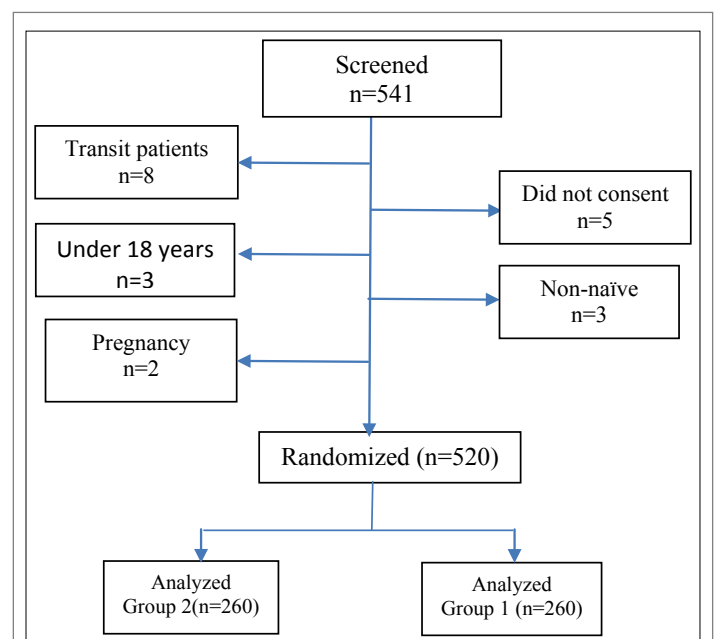 Screened
n=541
Transit patients
n=8
Did not consent
n=5
Under 18 years
n=3
Non-naïve
n=3
Pregnancy
n=2
Randomized (n=520)
Analyzed
Group 2(n=260)
Analyzed
Group 1 (n=260)